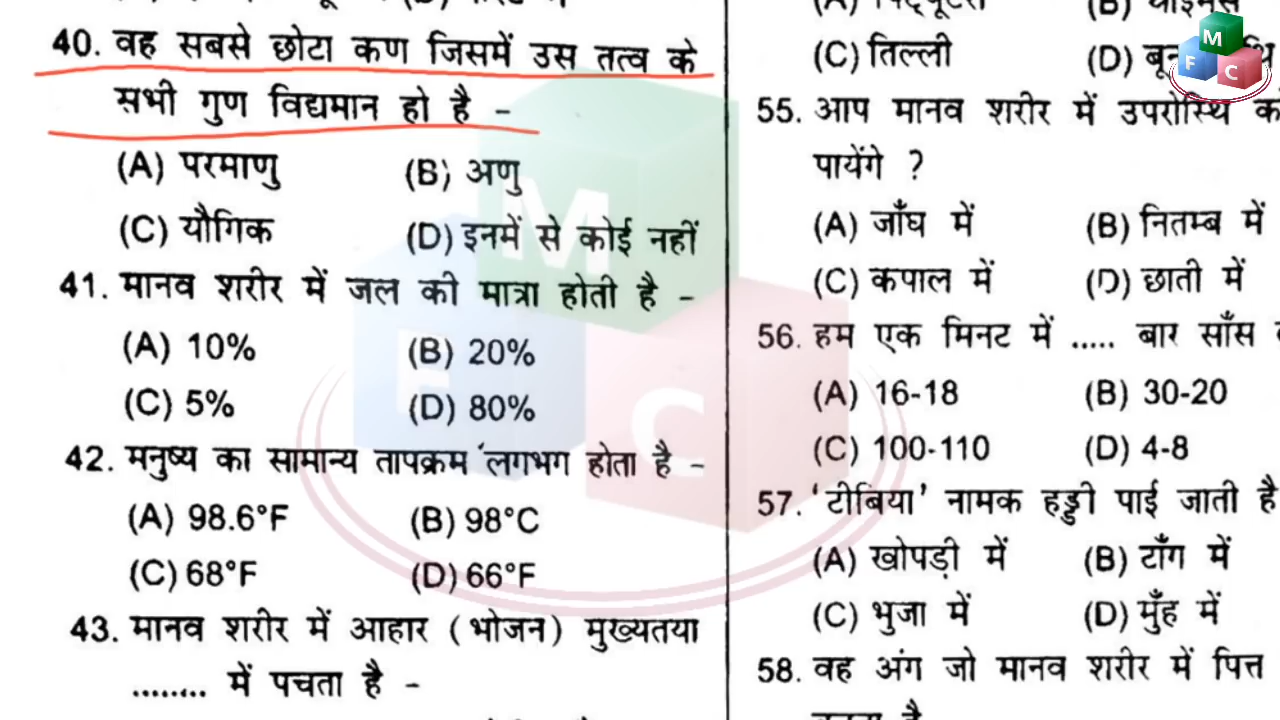 40. वह सबसे छोटा कण जिसमें उस तत्व के
सभी गुण विद्यमान हो है -
(A) परमाणु (B) अणु
(C) यौगिक (D) इनमें से कोई नहीं
41. मानव शरीर में जल की मात्रा होती है -
(A) 10% (B) 20%
(C) 5% (D) 80%
42. मनुष्य का सामान्य तापक्रम लगभग होता है -
(A) 98.6°F (B) 98°C
(C) 68°F (D) 66°F
43. मानव शरीर में आहार (भोजन) मुख्यतया
........ में पचता है -
(C) तिल्ली (D)
55. आप मानव शरीर में उपरोस्थि
पायेंगे ?
(A) जाँघ में (B) नितम्ब में
(C) कपाल में (D) छाती में
56. हम एक मिनट में ..... बार साँस
(A) 16-18 (B) 30-20
(C) 100-110 (D) 4-8
57. 'टीबिया' नामक हड्डी पाई जाती है
(A) खोपड़ी में (B) टाँग में
(C) भुजा में (D) मुँह में
58. वह अंग जो मानव शरीर में पित्त
M
F C
M
F C